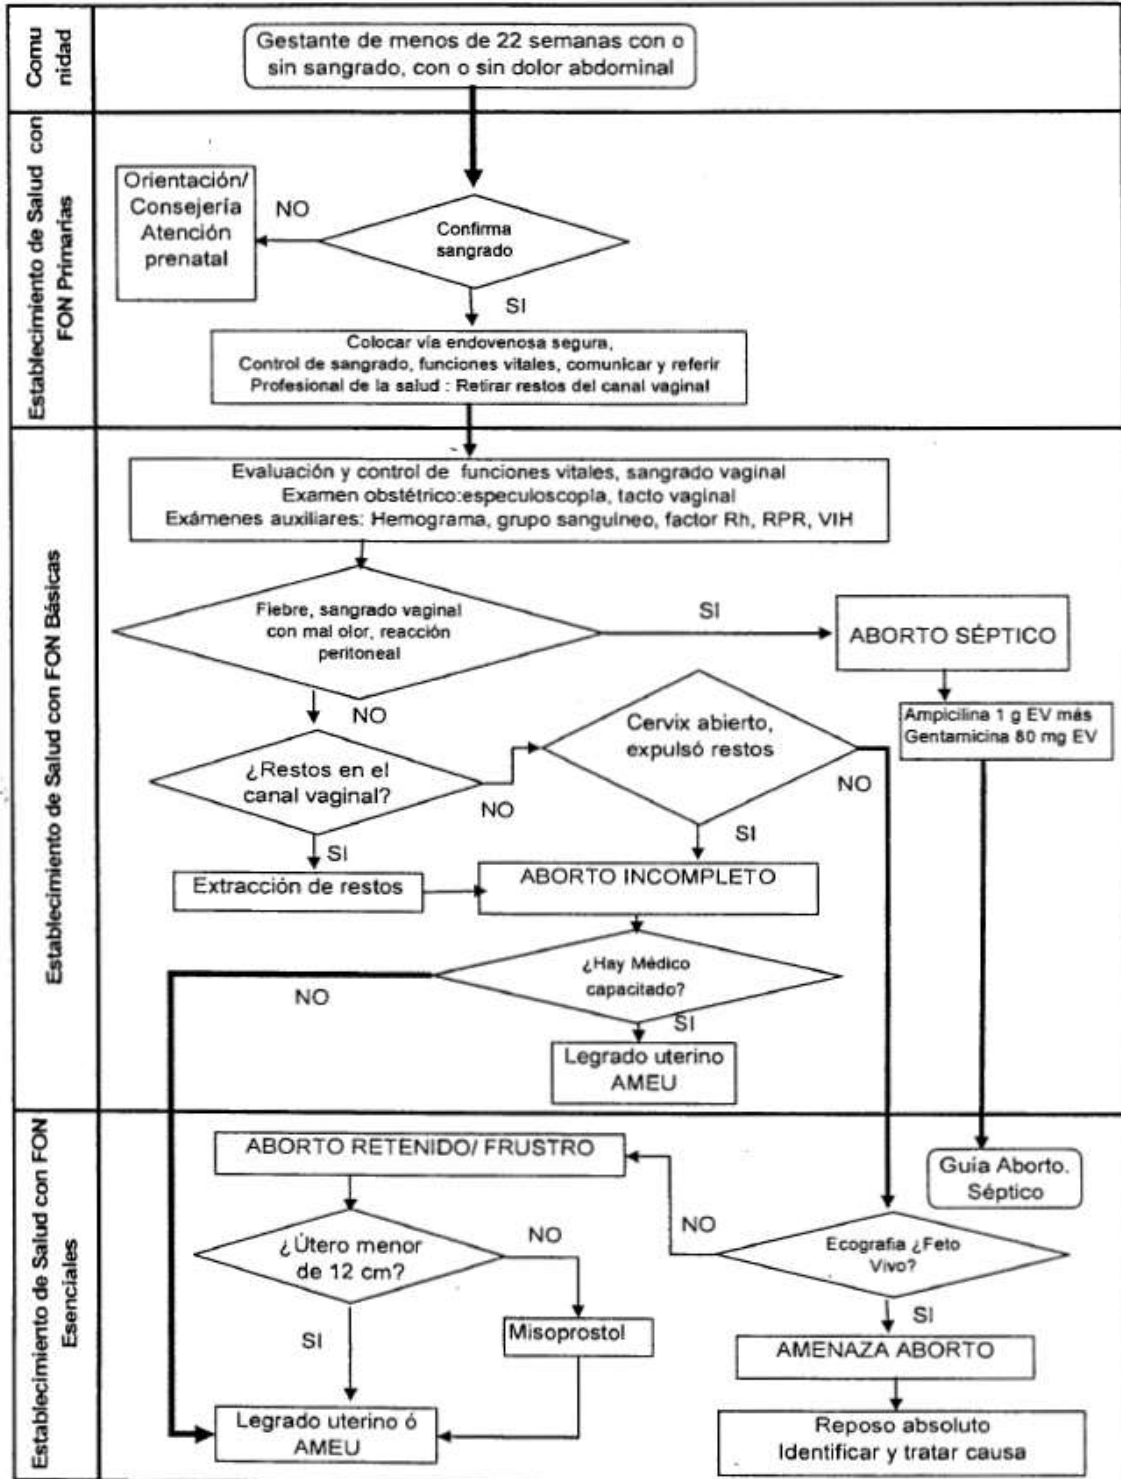 Comu
nidad
Gestante de menos de 22 semanas con o
sin sangrado, con o sin dolor abdominal
Establecimiento de Salud con
FON Primarias
Orientación/
Consejería
Atención
prenatal
NO
Confirma
sangrado
SI
Colocar vía endovenosa segura,
Control de sangrado, funciones vitales, comunicar y referir
Profesional de la salud : Retirar restos del canal vaginal
Establecimiento de Salud con FON Básicas
Evaluación y control de funciones vitales, sangrado vaginal
Examen obstétrico:especuloscopla, tacto vaginal
Exámenes auxiliares: Hemograma, grupo sanguíneo, factor Rh, RPR, VIH
Fiebre, sangrado vaginal
con mal olor, reacción
peritoneal
SI
ABORTO SÉPTICO
NO
Ampicilina 1 g EV más
Gentamicina 80 mg EV
Cervix abierto,
expulsó restos
¿Restos en el
canal vaginal?
NO
NO
SI
SI
Extracción de restos
ABORTO INCOMPLETO
¿Hay Médico
capacitado?
NO
SI
Legrado uterino
AMEU
Establecimiento de Salud con FON
Esenciales
ABORTO RETENIDO/ FRUSTRO
Guía Aborto.
Séptico
¿Útero menor
de 12 cm?
NO
NO
Ecografia ¿Feto
Vivo?
SI
Misoprostol
SI
AMENAZA ABORTO
Legrado uterino ó
AMEU
Reposo absoluto
Identificar y tratar causa